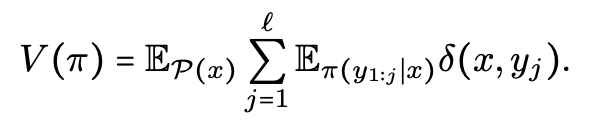 V(π) = 𝔼_{𝒫(x)} ∑_{j=1}^{ℓ} 𝔼_{π(y_{1:j}|x)} δ(x, y_j).